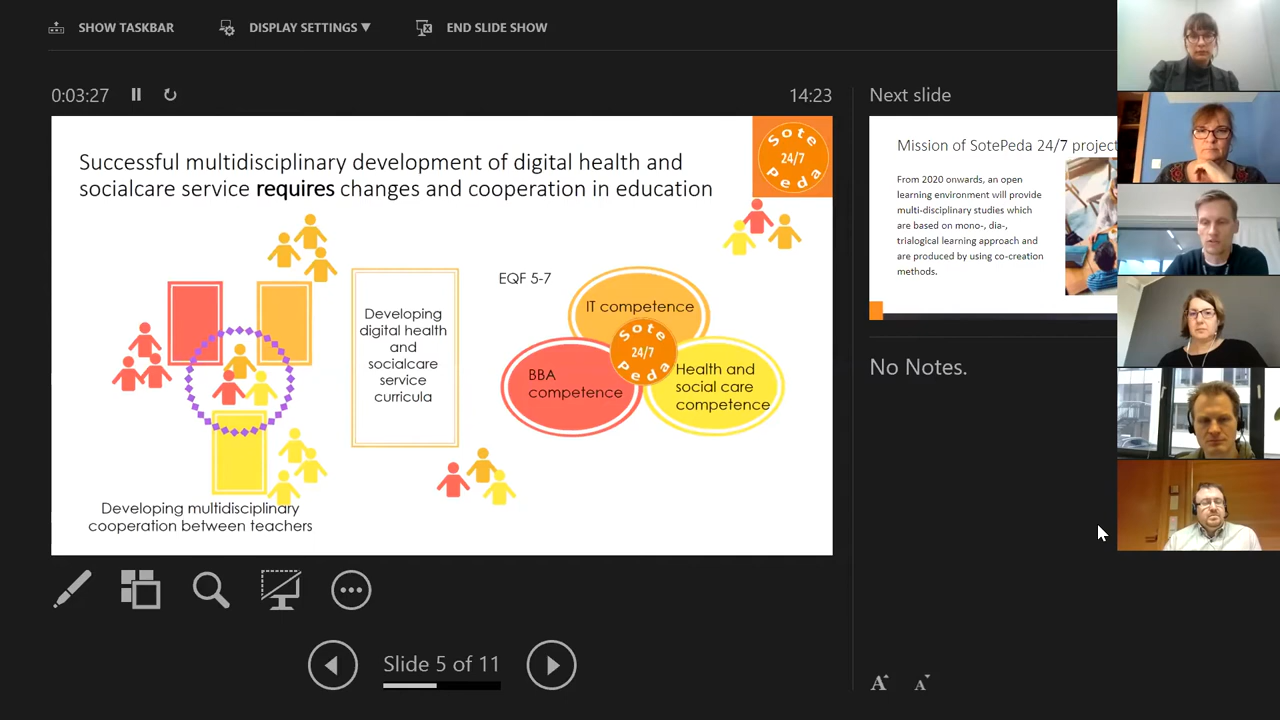 SHOW TASKBAR
DISPLAY SETTINGS ▼
END SLIDE SHOW
0:03:27
14:23
Next slide
Successful multidisciplinary development of digital health and
socialcare service requires changes and cooperation in education
Sote
24/7
Peda
Mission of SotePeda 24/7 project
From 2020 onwards, an open
learning environment will provide
multi-disciplinary studies which
are based on mono-, dia-,
trialogical learning approach and
are produced by using co-creation
methods.
Developing
digital health
and
socialcare
service
curricula
EQF 5-7
IT competence
Sote
24/7
Peda
BBA
competence
Health and
social care
competence
Developing multidisciplinary
cooperation between teachers
No Notes.
Slide 5 of 11
A
A